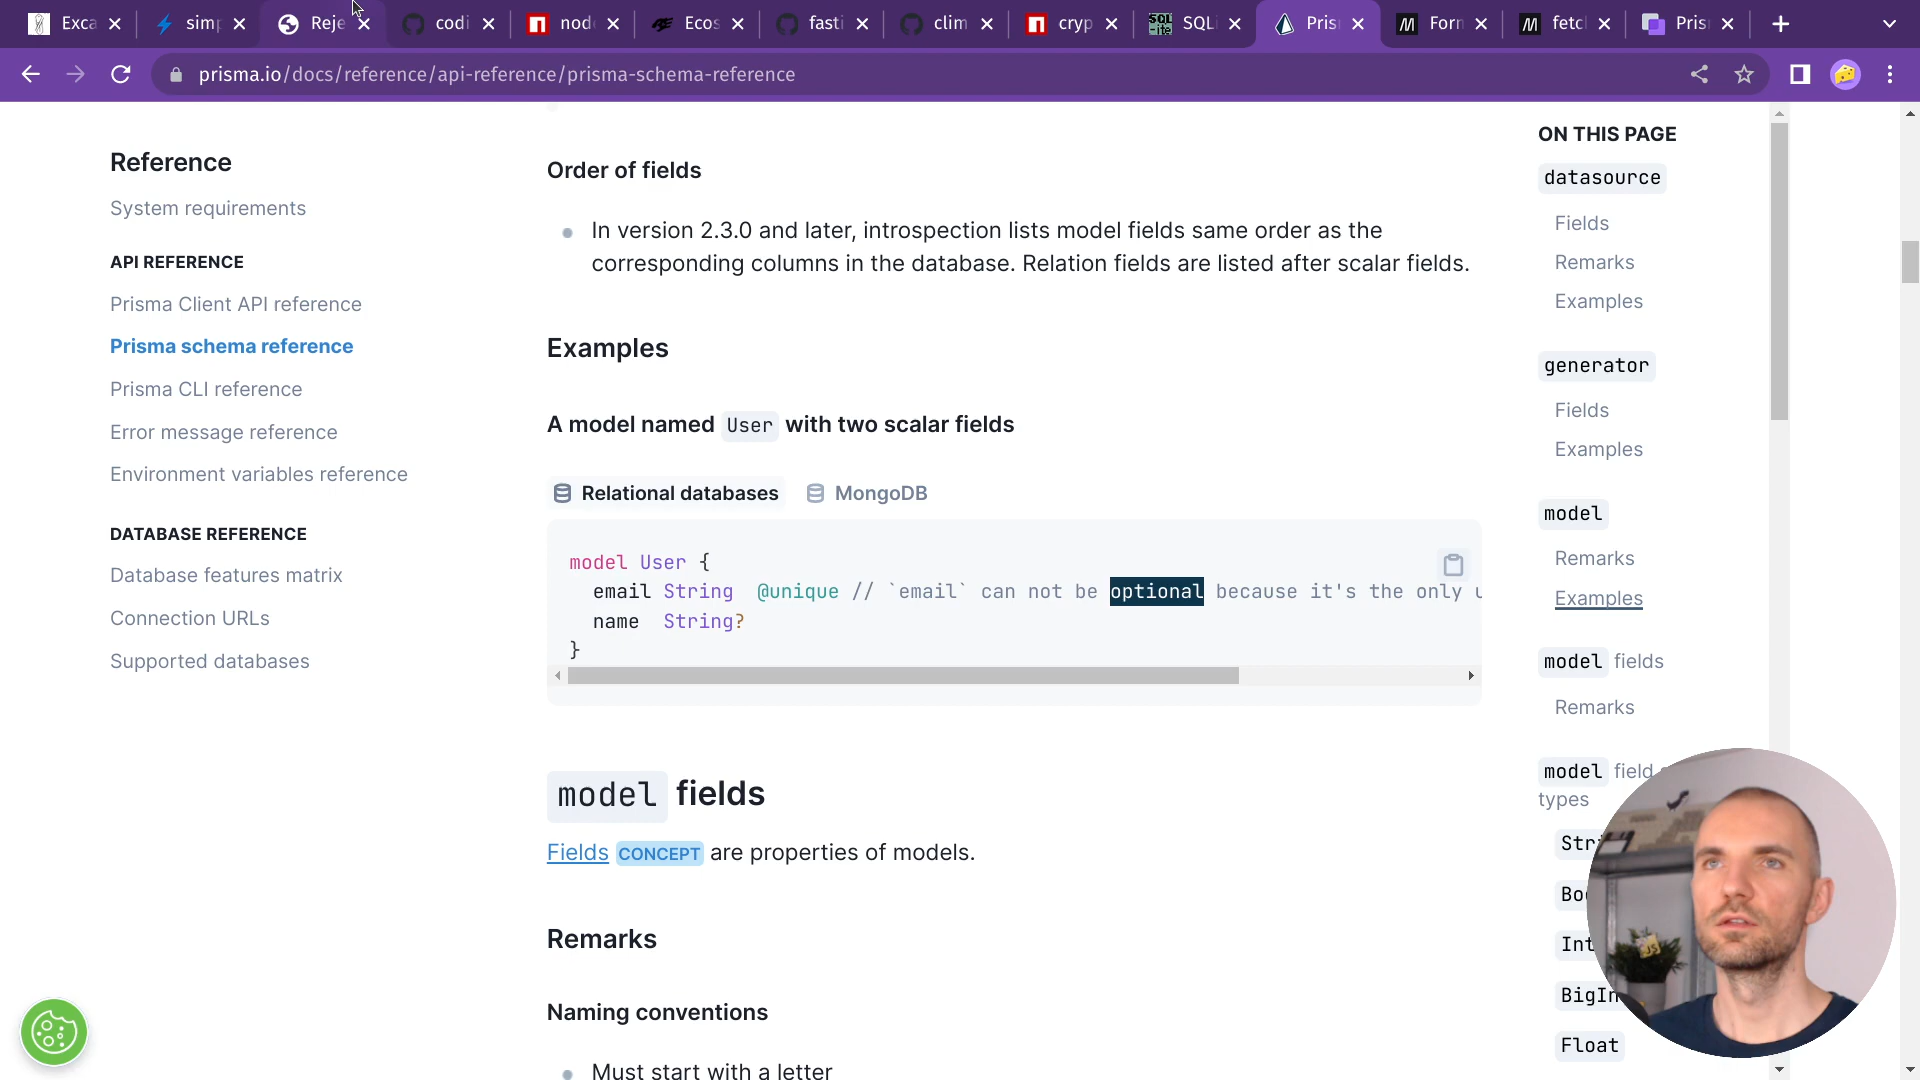 Exca
simp
Reje
codi
nod
Ecos
fasti
clim
cryp
SQLi
Pris
Forn
fetcl
Pris
prisma.io/docs/reference/api-reference/prisma-schema-reference
Reference
System requirements
API REFERENCE
Prisma Client API reference
Prisma schema reference
Prisma CLI reference
Error message reference
Environment variables reference
DATABASE REFERENCE
Database features matrix
Connection URLs
Supported databases
Order of fields
In version 2.3.0 and later, introspection lists model fields same order as the
corresponding columns in the database. Relation fields are listed after scalar fields.
Examples
A model named User with two scalar fields
Relational databases MongoDB
model User {
email String @unique // `email` can not be optional because it's the only u
name String?
}
model fields
Fields CONCEPT are properties of models.
Remarks
Naming conventions
Must start with a letter
ON THIS PAGE
datasource
Fields
Remarks
Examples
generator
Fields
Examples
model
Remarks
Examples
model fields
Remarks
model field
types
Stri
Boo
Int
BigIn
Float